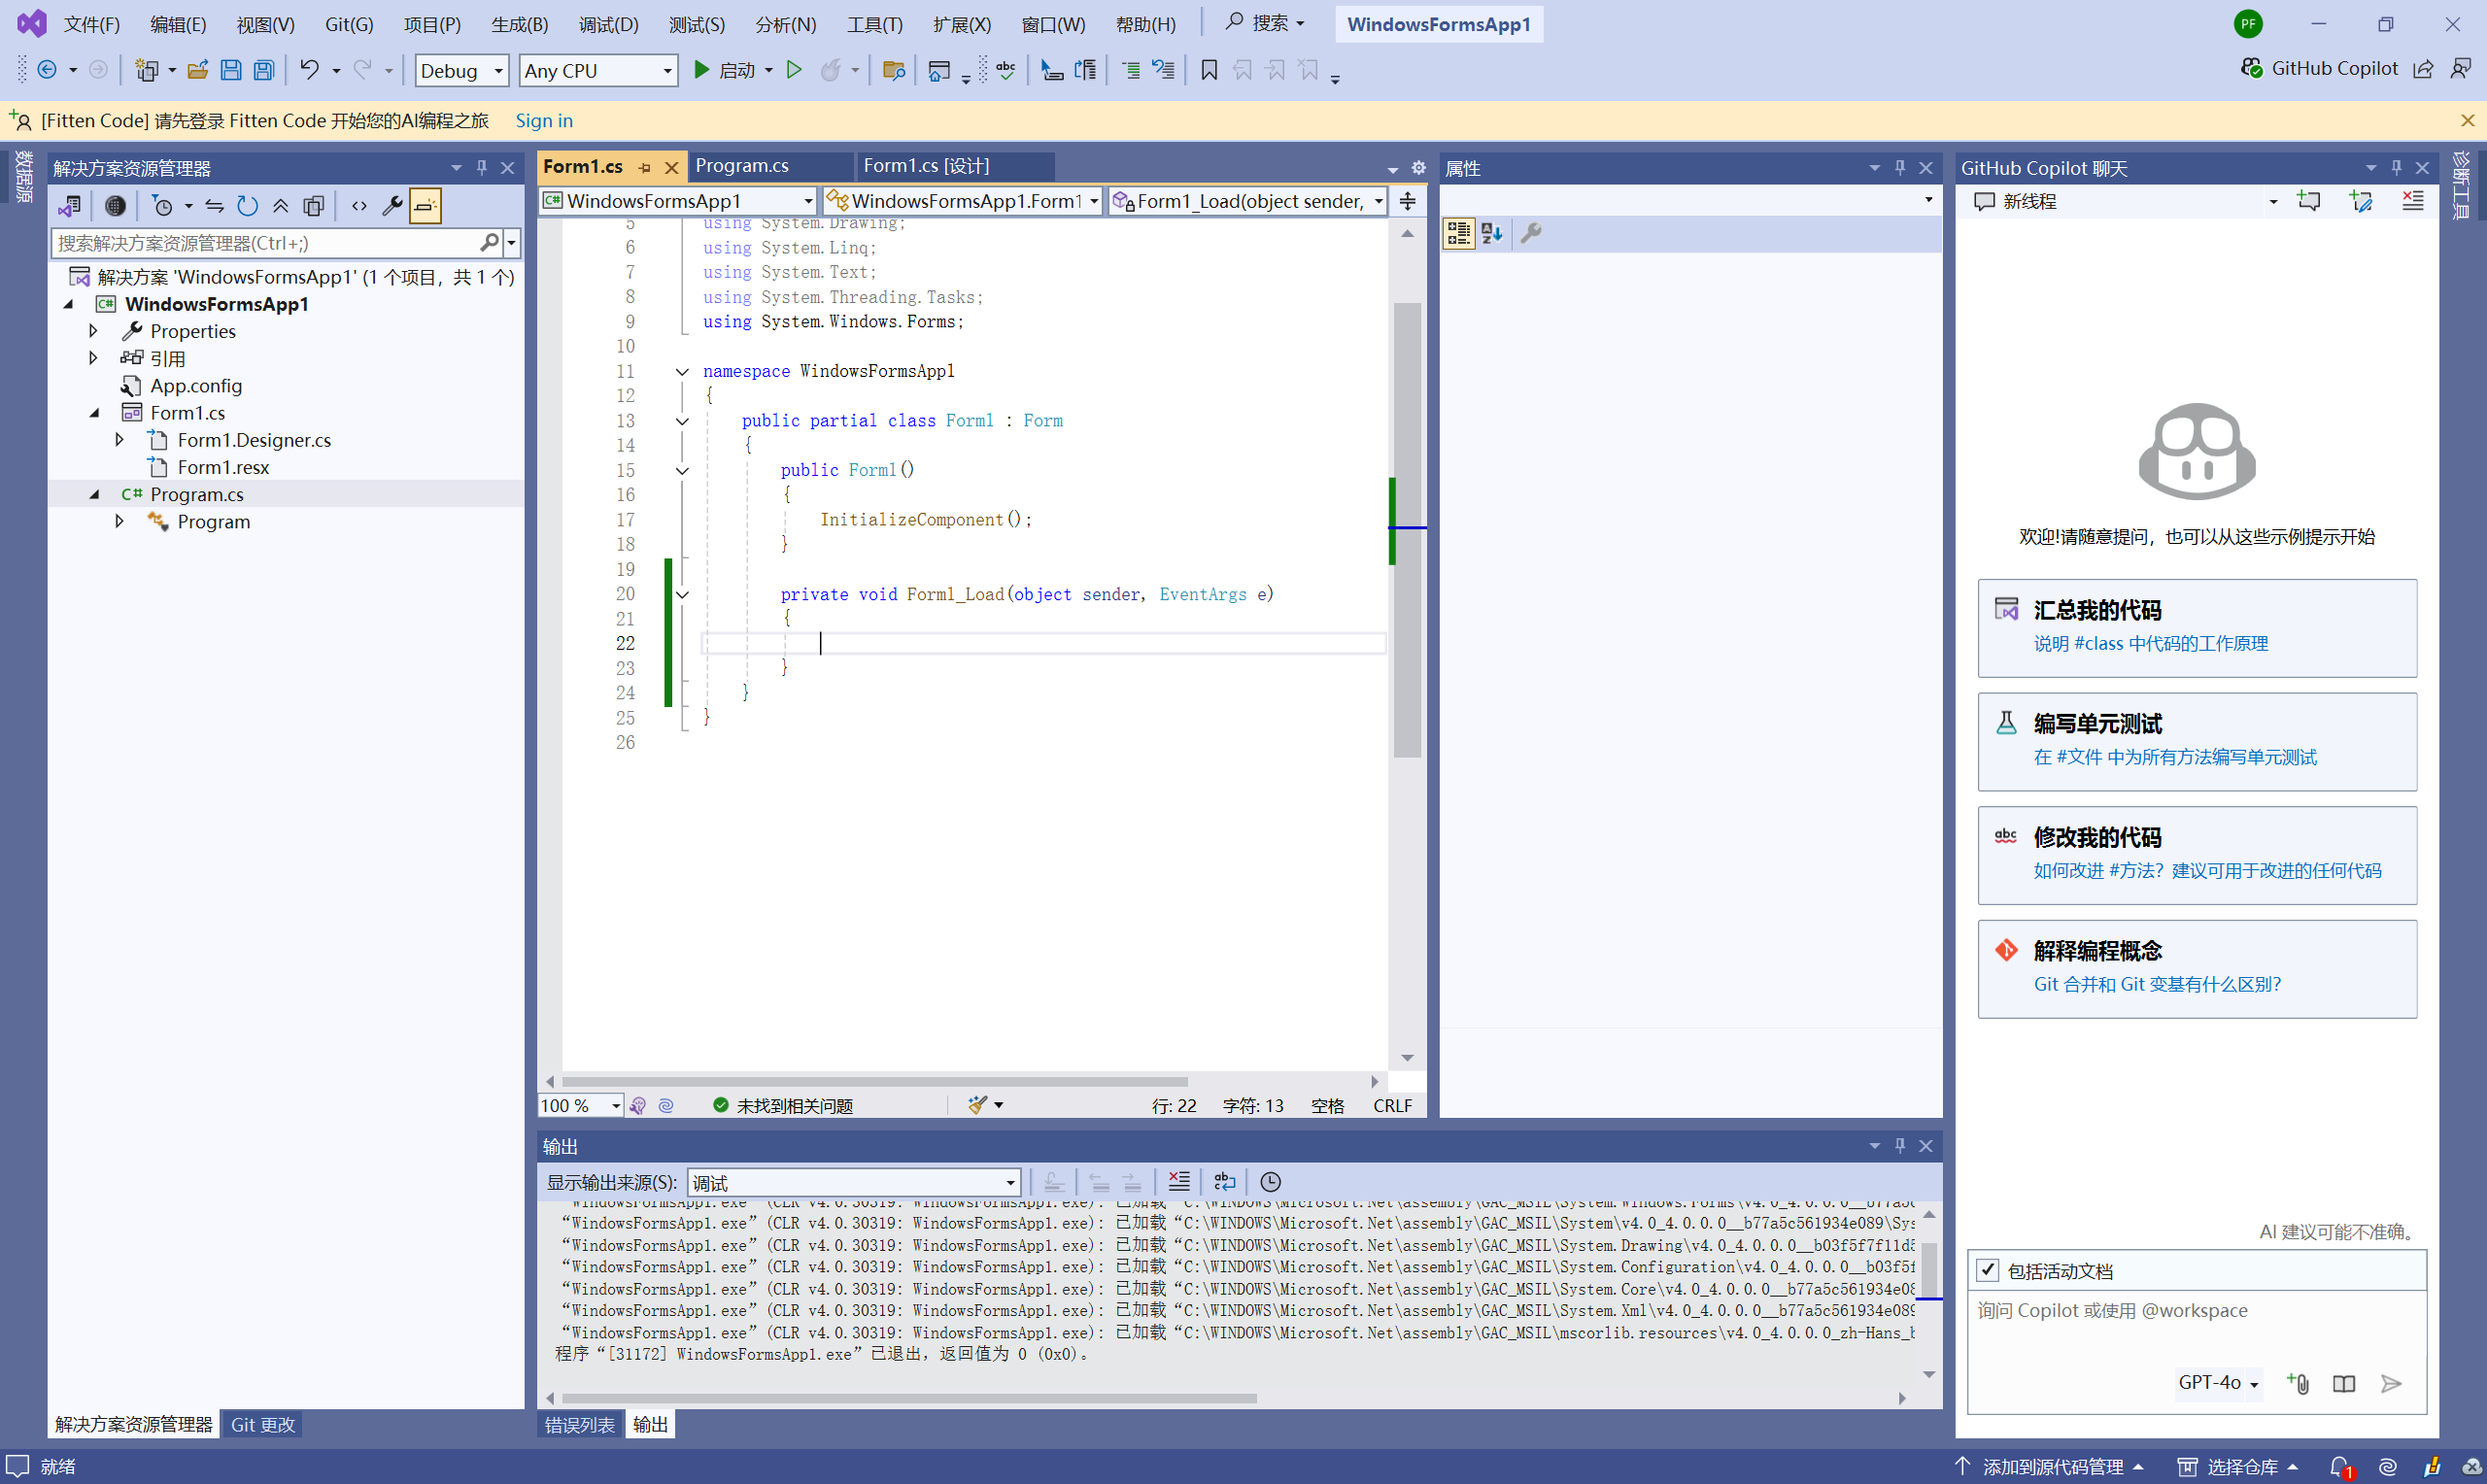 文件(F) 编辑(E) 视图(V) Git(G) 项目(P) 生成(B) 调试(D) 测试(S) 分析(N) 工具(T) 扩展(X) 窗口(W) 帮助(H) 搜索 WindowsFormsApp1 PF
Debug Any CPU 启动 abc GitHub Copilot
[Fitten Code] 请先登录 Fitten Code 开始您的AI编程之旅 Sign in
数据源
解决方案资源管理器
搜索解决方案资源管理器(Ctrl+;)
解决方案 'WindowsFormsApp1' (1 个项目，共 1 个)
C# WindowsFormsApp1
Properties
引用
App.config
Form1.cs
Form1.Designer.cs
Form1.resx
C# Program.cs
Program
解决方案资源管理器 Git 更改
Form1.cs Program.cs Form1.cs [设计]
C# WindowsFormsApp1 WindowsFormsApp1.Form1 Form1_Load(object sender,
5 using System.Drawing;
6 using System.Linq;
7 using System.Text;
8 using System.Threading.Tasks;
9 using System.Windows.Forms;
10
11 namespace WindowsFormsApp1
12 {
13 public partial class Form1 : Form
14 {
15 public Form1()
16 {
17 InitializeComponent();
18 }
19
20 private void Form1_Load(object sender, EventArgs e)
21 {
22
23 }
24 }
25 }
26
100 % 未找到相关问题 行: 22 字符: 13 空格 CRLF
属性
输出
显示输出来源(S): 调试
“WindowsFormsApp1.exe”(CLR v4.0.30319: WindowsFormsApp1.exe): 已加载“C:\WINDOWS\Microsoft.Net\assembly\GAC_MSIL\System.Windows.Forms\v4.0_4.0.0.0__b77a5c
“WindowsFormsApp1.exe”(CLR v4.0.30319: WindowsFormsApp1.exe): 已加载“C:\WINDOWS\Microsoft.Net\assembly\GAC_MSIL\System\v4.0_4.0.0.0__b77a5c561934e089\Sys
“WindowsFormsApp1.exe”(CLR v4.0.30319: WindowsFormsApp1.exe): 已加载“C:\WINDOWS\Microsoft.Net\assembly\GAC_MSIL\System.Drawing\v4.0_4.0.0.0__b03f5f7f11d5
“WindowsFormsApp1.exe”(CLR v4.0.30319: WindowsFormsApp1.exe): 已加载“C:\WINDOWS\Microsoft.Net\assembly\GAC_MSIL\System.Configuration\v4.0_4.0.0.0__b03f5f
“WindowsFormsApp1.exe”(CLR v4.0.30319: WindowsFormsApp1.exe): 已加载“C:\WINDOWS\Microsoft.Net\assembly\GAC_MSIL\System.Core\v4.0_4.0.0.0__b77a5c561934e08
“WindowsFormsApp1.exe”(CLR v4.0.30319: WindowsFormsApp1.exe): 已加载“C:\WINDOWS\Microsoft.Net\assembly\GAC_MSIL\System.Xml\v4.0_4.0.0.0__b77a5c561934e089
“WindowsFormsApp1.exe”(CLR v4.0.30319: WindowsFormsApp1.exe): 已加载“C:\WINDOWS\Microsoft.Net\assembly\GAC_MSIL\mscorlib.resources\v4.0_4.0.0.0_zh-Hans_b
程序“[31172] WindowsFormsApp1.exe”已退出，返回值为 0 (0x0)。
错误列表 输出
GitHub Copilot 聊天
新线程
欢迎!请随意提问，也可以从这些示例提示开始
汇总我的代码
说明 #class 中代码的工作原理
编写单元测试
在 #文件 中为所有方法编写单元测试
abc 修改我的代码
如何改进 #方法? 建议可用于改进的任何代码
解释编程概念
Git 合并和 Git 变基有什么区别?
AI 建议可能不准确。
包括活动文档
询问 Copilot 或使用 @workspace
GPT-4o
诊断工具
就绪 添加到源代码管理 选择仓库 1